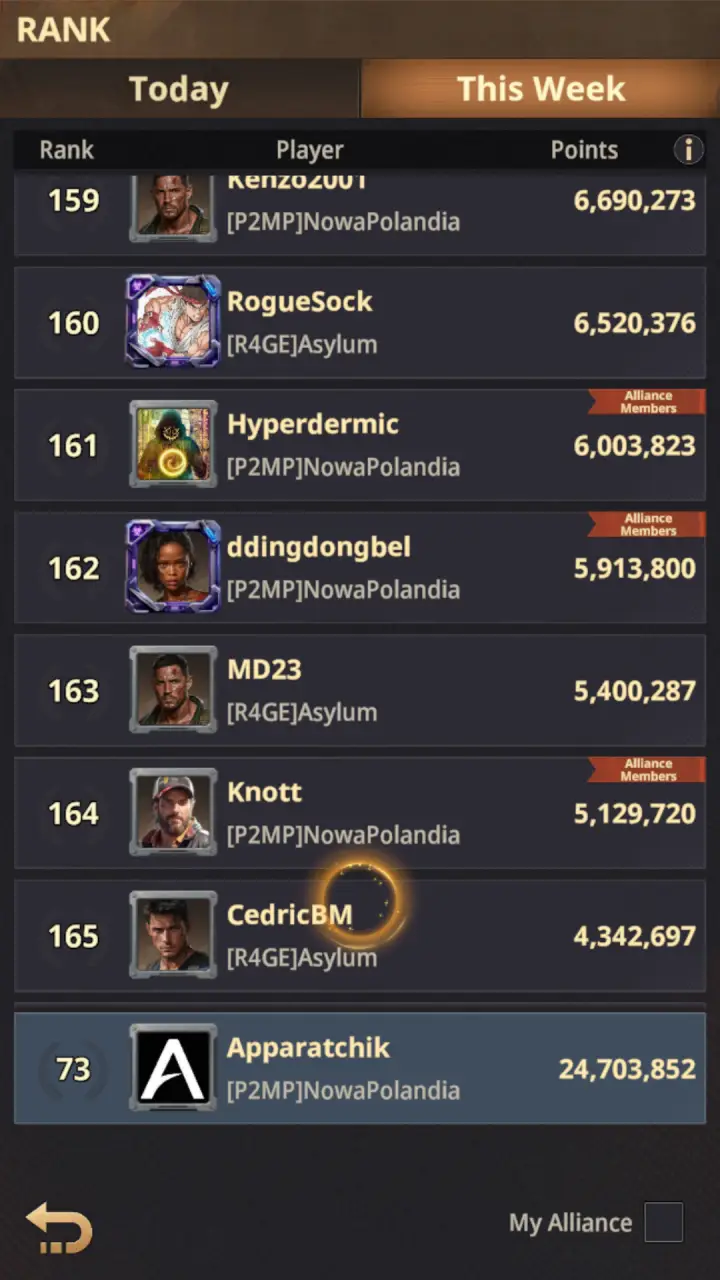 RANK
Today
This Week
Rank
Player
Points
i
159
Kenzo2001
[P2MP]NowaPolandia
6,690,273
160
RogueSock
[R4GE]Asylum
6,520,376
161
Hyperdermic
[P2MP]NowaPolandia
Alliance
Members
6,003,823
162
ddingdongbel
[P2MP]NowaPolandia
Alliance
Members
5,913,800
163
MD23
[R4GE]Asylum
5,400,287
164
Knott
[P2MP]NowaPolandia
Alliance
Members
5,129,720
165
CedricBM
[R4GE]Asylum
4,342,697
73
Apparatchik
[P2MP]NowaPolandia
24,703,852
My Alliance